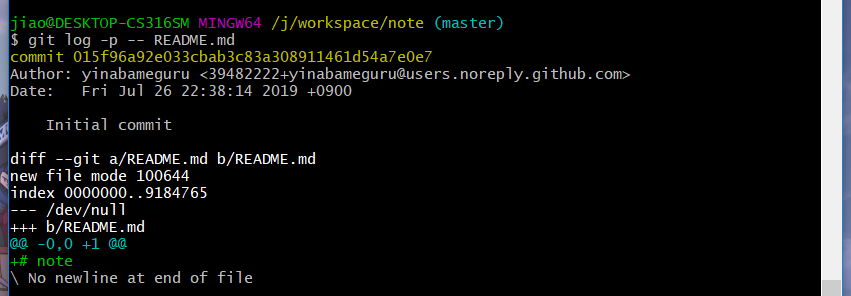 jiao@DESKTOP-CS316SM MINGW64 /j/workspace/note (master)
$ git log -p -- README.md
commit 015f96a92e033cbab3c83a308911461d54a7e0e7
Author: yinabameguru <39482222+yinabameguru@users.noreply.github.com>
Date:   Fri Jul 26 22:38:14 2019 +0900
    Initial commit
diff --git a/README.md b/README.md
new file mode 100644
index 0000000..9184765
--- /dev/null
+++ b/README.md
@@ -0,0 +1 @@
+# note
\ No newline at end of file